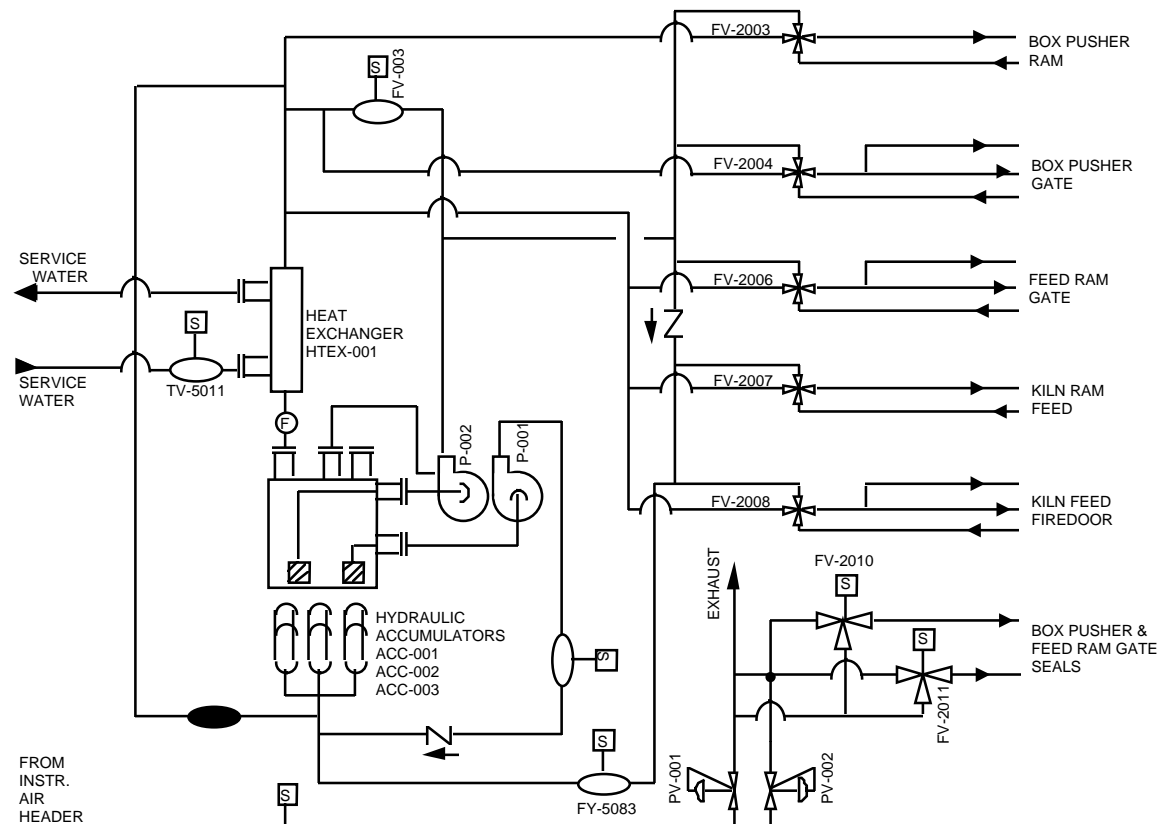 FV-2003
BOX PUSHER
RAM
S
FV-003
FV-2004
BOX PUSHER
GATE
SERVICE
WATER
FV-2006
FEED RAM
GATE
S
HEAT
EXCHANGER
HTEX-001
TV-5011
SERVICE
WATER
FV-2007
KILN RAM
FEED
F
P-002
P-001
FV-2008
KILN FEED
FIREDOOR
EXHAUST
FV-2010
S
S
BOX PUSHER &
FEED RAM GATE
SEALS
FV-2011
HYDRAULIC
ACCUMULATORS
ACC-001
ACC-002
ACC-003
S
S
FY-5083
PV-001
PV-002
FROM
INSTR.
AIR
HEADER
S